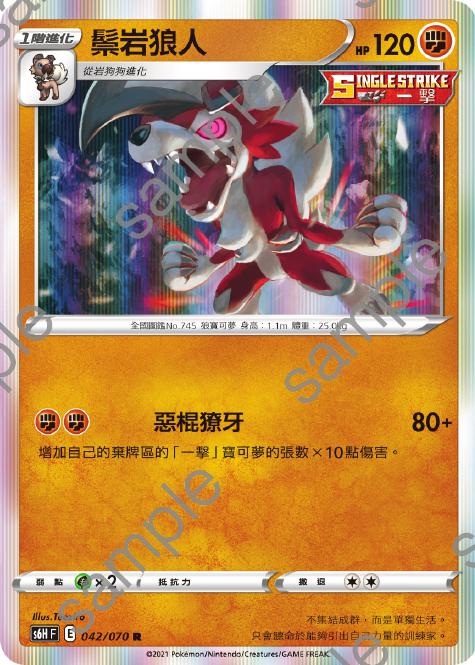 1階進化
鬃岩狼人
HP 120
從岩狗狗進化
SINGLE STRIKE
一擊
全國圖鑑No.745 狼寶可夢 身高：1.1m 體重：25.0kg
惡棍獠牙 80+
增加自己的棄牌區的「一擊」寶可夢的張數×10點傷害。
弱點 ×2 抵抗力 撤退
Illus.Teeziro
s6H F E 042/070 R
不集結成群，而是單獨生活。
只會聽命於能夠引出自己力量的訓練家。
©2021 Pokémon/Nintendo/Creatures/GAME FREAK.
sample
sample
sample
sample
sample
sample
sample